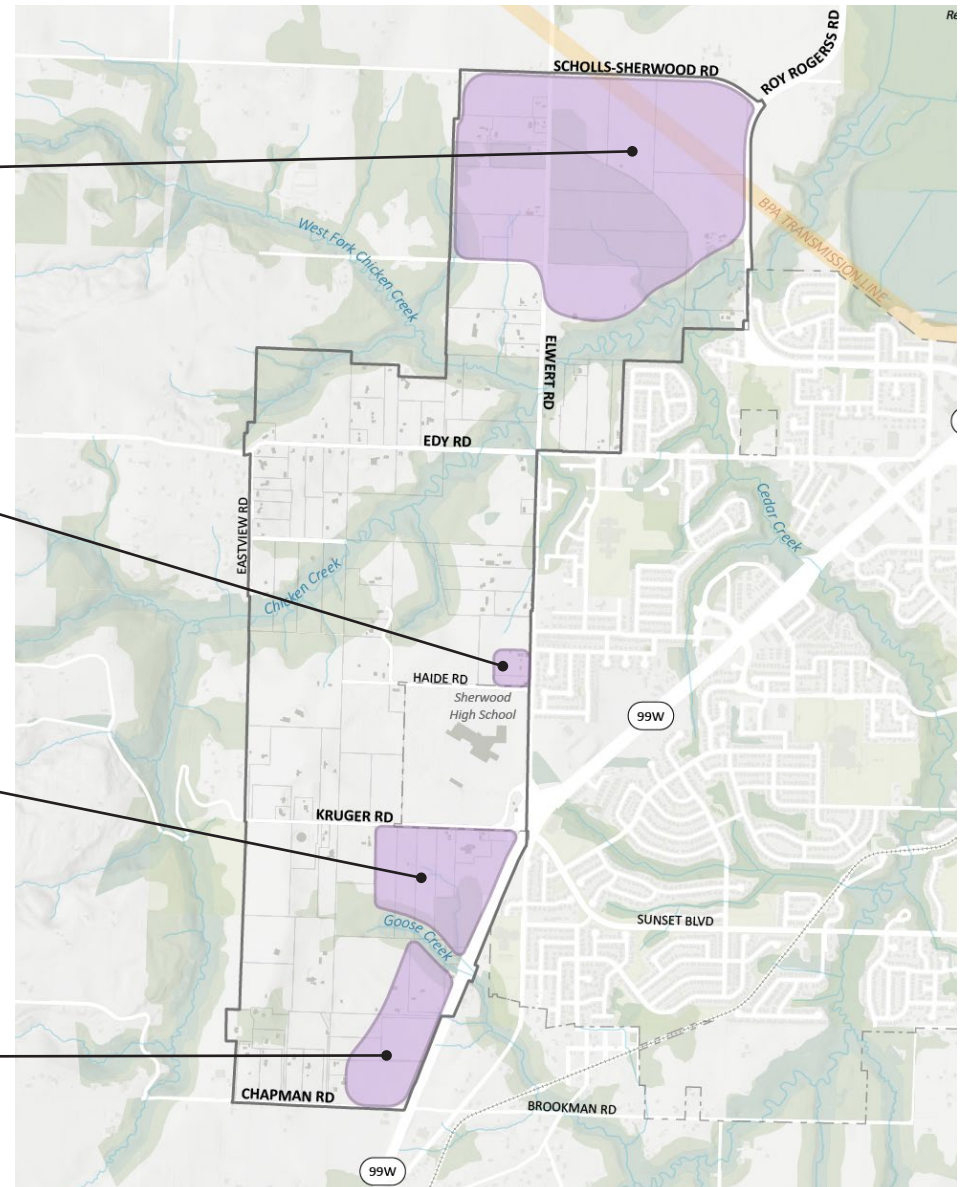 Re
SCHOLLS-SHERWOOD RD
ROY ROGERSS RD
BPA TRANSMISSION LINE
West Fork Chicken Creek
ELWERT RD
EDY RD
EASTVIEW RD
Cedar Creek
Chicken Creek
HAIDE RD
Sherwood
High School
99W
KRUGER RD
SUNSET BLVD
Goose Creek
CHAPMAN RD
BROOKMAN RD
99W